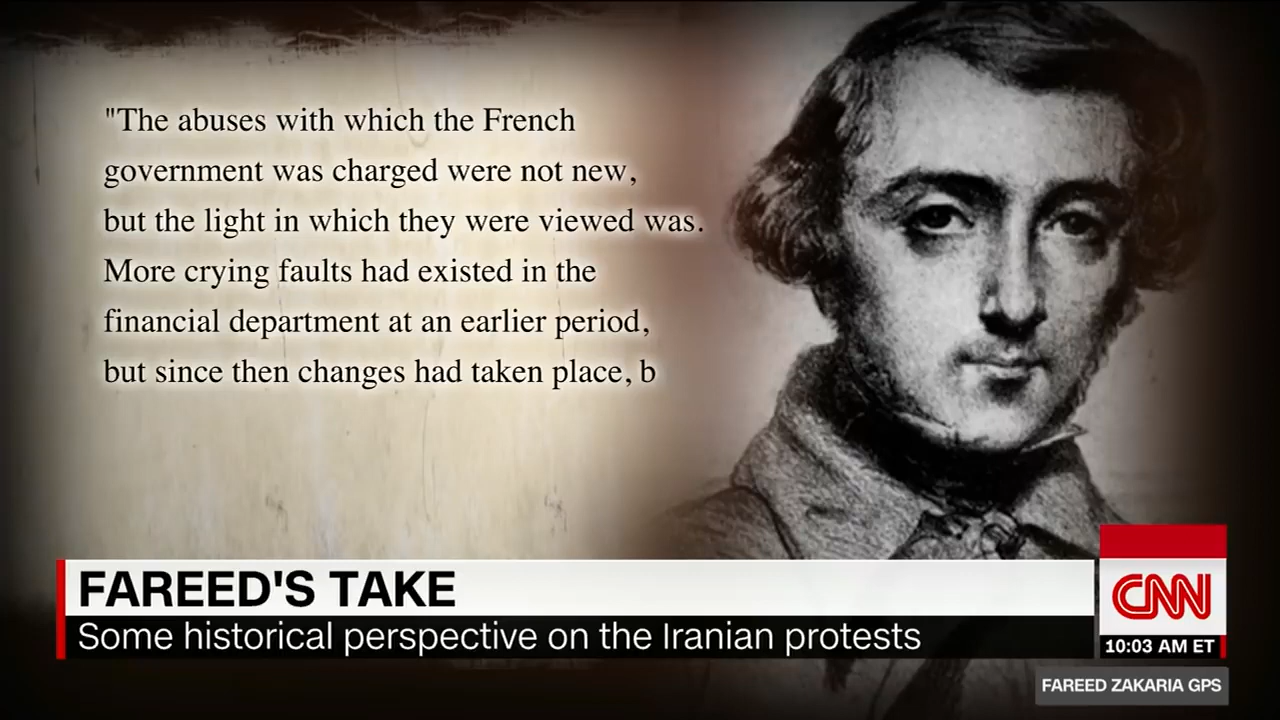 "The abuses with which the French
government was charged were not new,
but the light in which they were viewed was.
More crying faults had existed in the
financial department at an earlier period,
but since then changes had taken place, b
FAREED'S TAKE
Some historical perspective on the Iranian protests
CNN
10:03 AM ET
FAREED ZAKARIA GPS